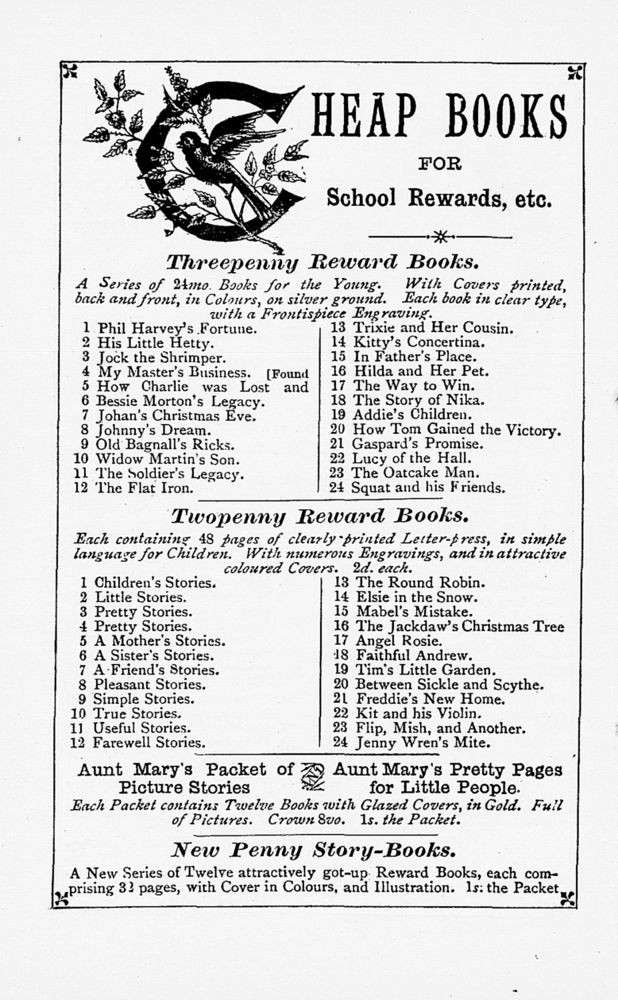 CHEAP BOOKS
FOR
School Rewards, etc.
Threepenny Reward Books.
A Series of 24mo. Books for the Young. With Covers printed,
back and front, in Colours, on silver ground. Each book in clear type,
with a Frontispiece Engraving.
1 Phil Harvey's Fortune.
2 His Little Hetty.
3 Jock the Shrimper.
4 My Master's Business. [Found
5 How Charlie was Lost and
6 Bessie Morton's Legacy.
7 Johan's Christmas Eve.
8 Johnny's Dream.
9 Old Bagnall's Ricks.
10 Widow Martin's Son.
11 The Soldier's Legacy.
12 The Flat Iron.
13 Trixie and Her Cousin.
14 Kitty's Concertina.
15 In Father's Place.
16 Hilda and Her Pet.
17 The Way to Win.
18 The Story of Nika.
19 Addie's Children.
20 How Tom Gained the Victory.
21 Gaspard's Promise.
22 Lucy of the Hall.
23 The Oatcake Man.
24 Squat and his Friends.
Twopenny Reward Books.
Each containing 48 pages of clearly printed Letter-press, in simple
language for Children. With numerous Engravings, and in attractive
coloured Covers. 2d. each.
1 Children's Stories.
2 Little Stories.
3 Pretty Stories.
4 Pretty Stories.
5 A Mother's Stories.
6 A Sister's Stories.
7 A Friend's Stories.
8 Pleasant Stories.
9 Simple Stories.
10 True Stories.
11 Useful Stories.
12 Farewell Stories.
13 The Round Robin.
14 Elsie in the Snow.
15 Mabel's Mistake.
16 The Jackdaw's Christmas Tree
17 Angel Rosie.
18 Faithful Andrew.
19 Tim's Little Garden.
20 Between Sickle and Scythe.
21 Freddie's New Home.
22 Kit and his Violin.
23 Flip, Mish, and Another.
24 Jenny Wren's Mite.
Aunt Mary's Packet of
Picture Stories
Aunt Mary's Pretty Pages
for Little People.
Each Packet contains Twelve Books with Glazed Covers, in Gold. Full
of Pictures. Crown 8vo. 1s. the Packet.
New Penny Story-Books.
A New Series of Twelve attractively got-up Reward Books, each com-
prising 32 pages, with Cover in Colours, and Illustration. 1s: the Packet